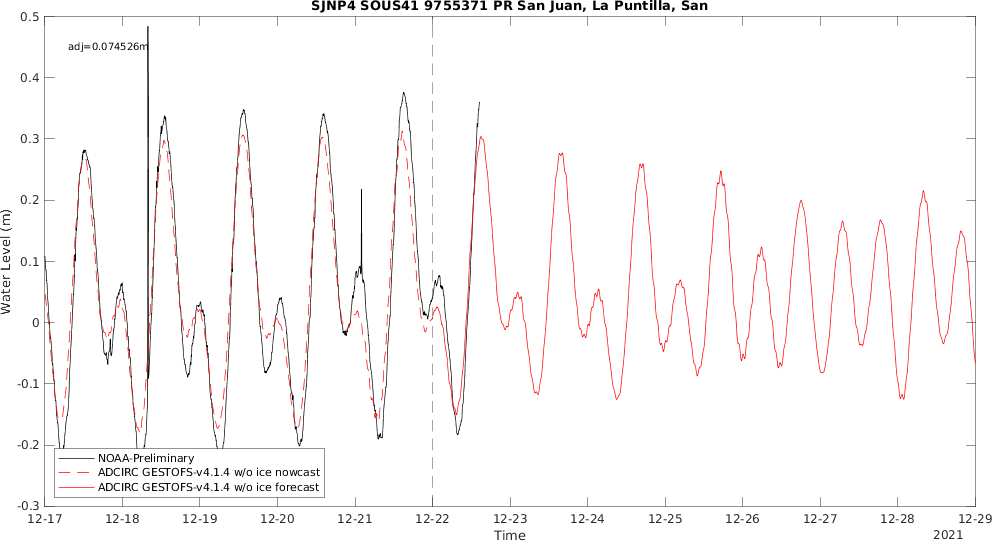 SJNP4 SOUS41 9755371 PR San Juan, La Puntilla, San
adj=0.074526m
Water Level (m)
0.5
0.4
0.3
0.2
0.1
0
-0.1
-0.2
-0.3
NOAA-Preliminary
ADCIRC GESTOFS-v4.1.4 w/o ice nowcast
ADCIRC GESTOFS-v4.1.4 w/o ice forecast
12-17 12-18 12-19 12-20 12-21 12-22 12-23 12-24 12-25 12-26 12-27 12-28 12-29
Time
2021